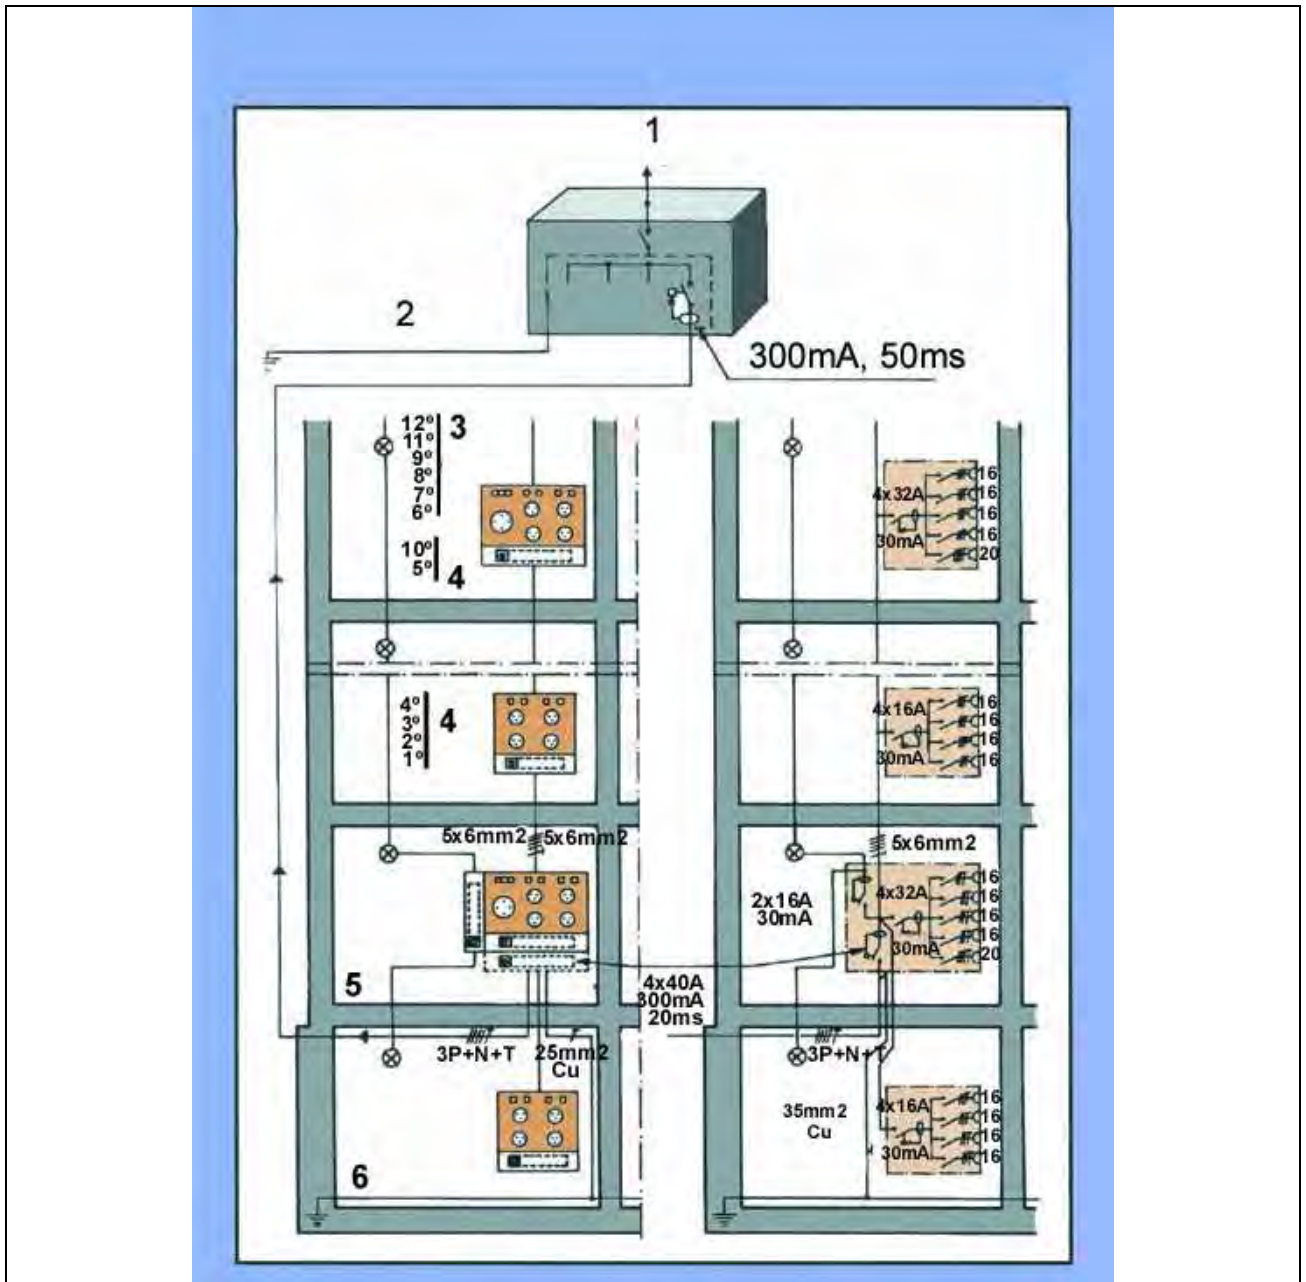 1
2
300mA, 50ms
12º
11º
9º
8º
7º
6º
3
10º
5º
4
4x32A
30mA
16
16
16
16
20
4º
3º
2º
1º
4
4x16A
30mA
16
16
16
16
5x6mm2
5x6mm2
5
5x6mm2
2x16A
30mA
4x32A
30mA
16
16
16
16
20
4x40A
300mA
20ms
3P+N+T
25mm2
Cu
6
3P+N+T
35mm2
Cu
4x16A
30mA
16
16
16
16